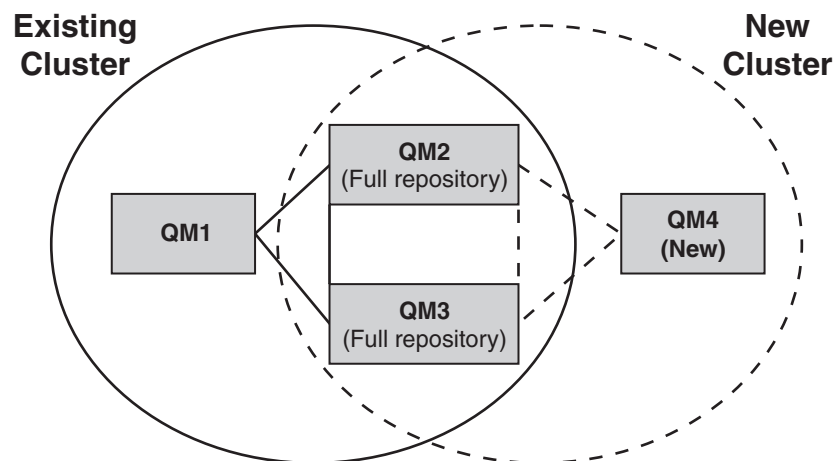 Existing
Cluster
New
Cluster
QM2
(Full repository)
QM1
QM4
(New)
QM3
(Full repository)